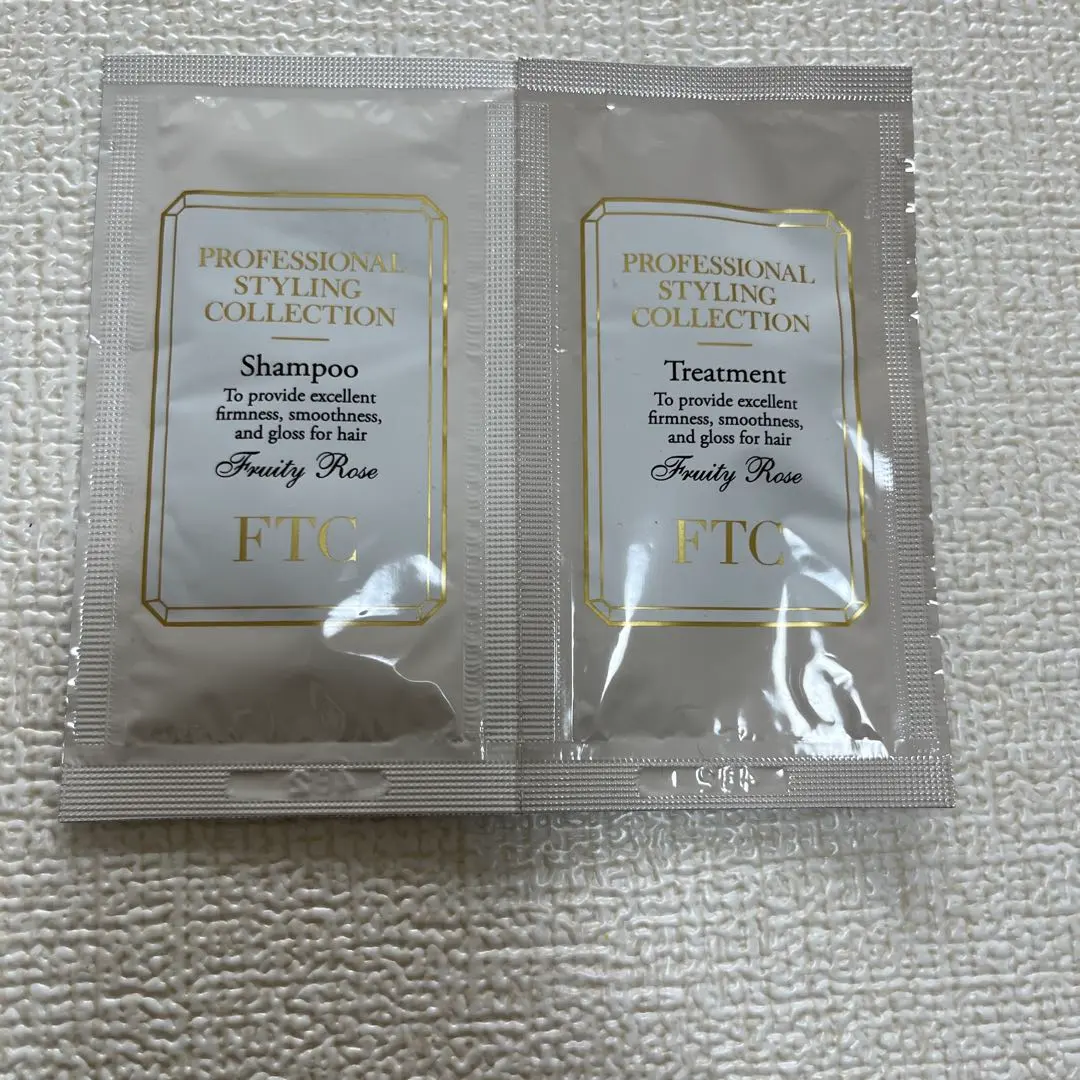 PROFESSIONAL
STYLING
COLLECTION
Shampoo
To provide excellent
firmness, smoothness,
and gloss for hair
Fruity Rose
FTC
PROFESSIONAL
STYLING
COLLECTION
Treatment
To provide excellent
firmness, smoothness,
and gloss for hair
Fruity Rose
FTC